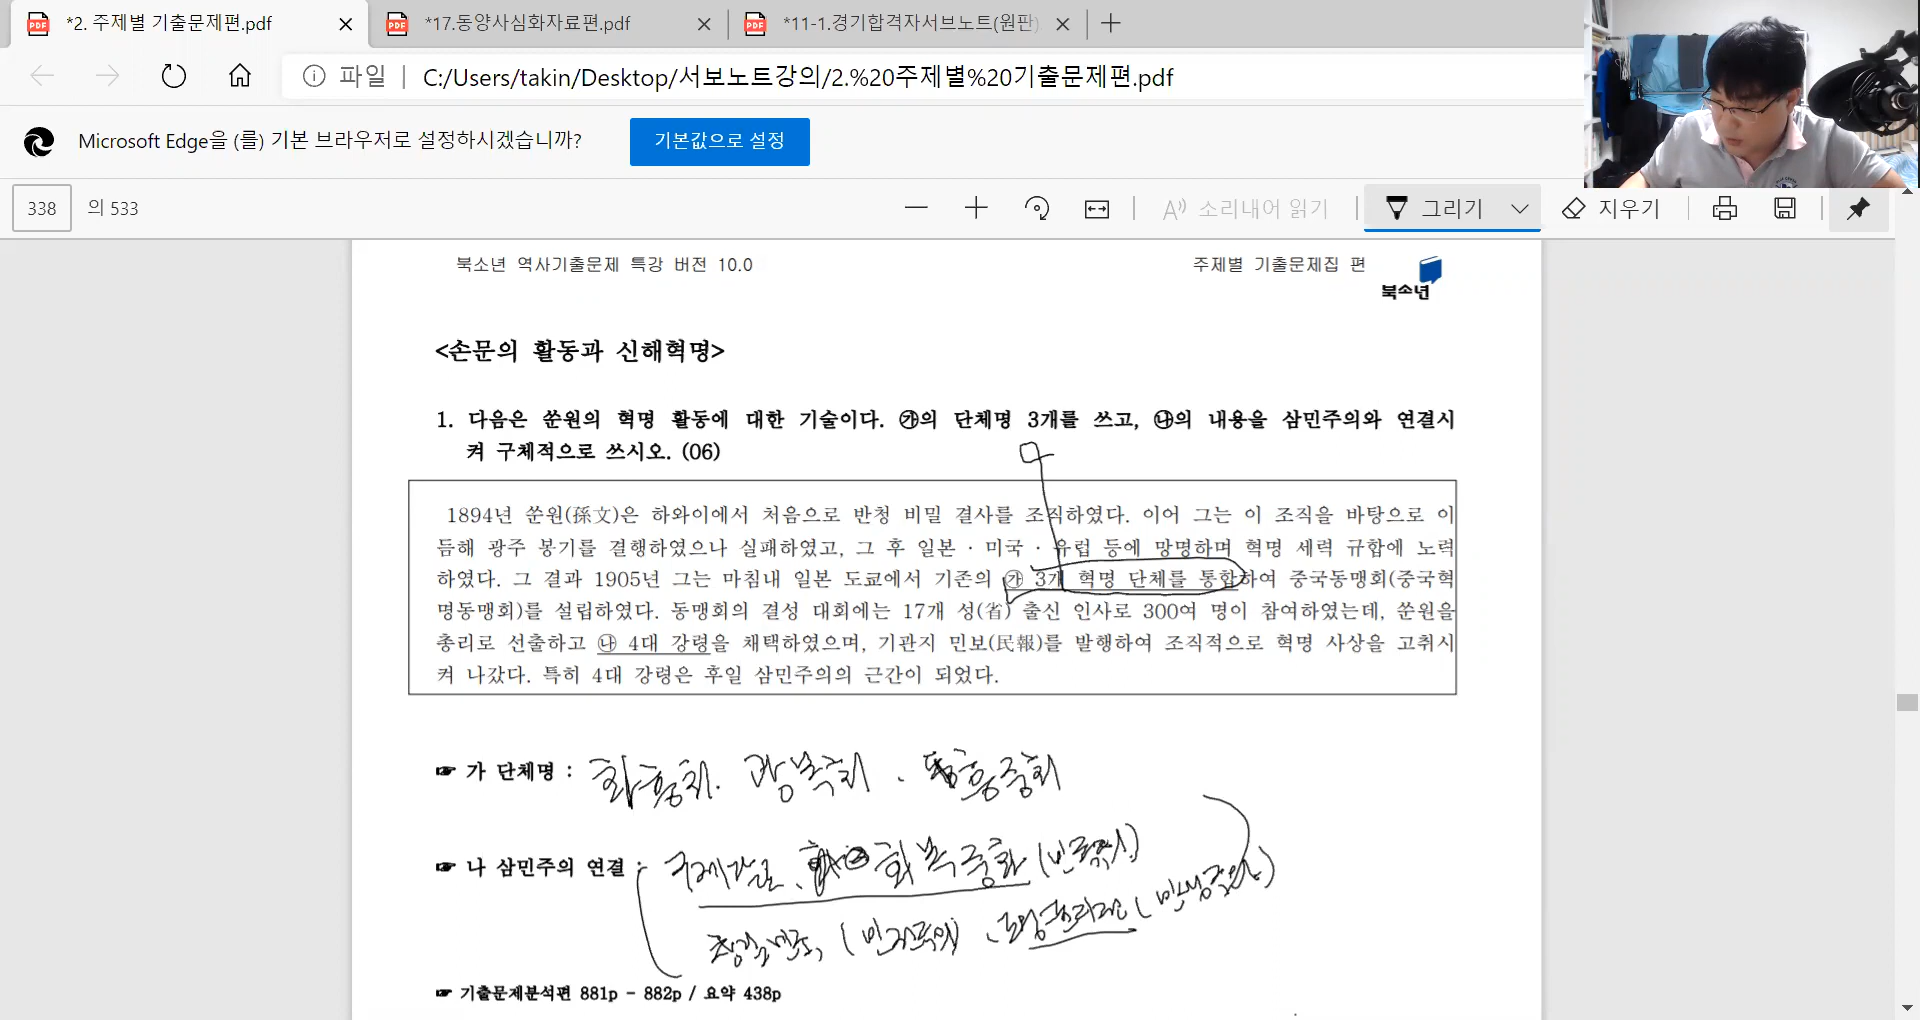 *2. 주제별 기출문제편.pdf
*17.동양사심화자료편.pdf
*11-1.경기합격자서브노트(원판)
파일 | C:/Users/takin/Desktop/서보노트강의/2.%20주제별%20기출문제편.pdf
Microsoft Edge을 (를) 기본 브라우저로 설정하시겠습니까? 기본값으로 설정
338 의 533 소리내어 읽기 그리기 지우기
북소년 역사기출문제 특강 버전 10.0 주제별 기출문제집 편
북소년
<손문의 활동과 신해혁명>
1. 다음은 쑨원의 혁명 활동에 대한 기술이다. ㉮의 단체명 3개를 쓰고, ㉯의 내용을 삼민주의와 연결시
켜 구체적으로 쓰시오. (06)
1894년 쑨원(孫文)은 하와이에서 처음으로 반청 비밀 결사를 조직하였다. 이어 그는 이 조직을 바탕으로 이
듬해 광주 봉기를 결행하였으나 실패하였고, 그 후 일본 · 미국 · 유럽 등에 망명하며 혁명 세력 규합에 노력
하였다. 그 결과 1905년 그는 마침내 일본 도쿄에서 기존의 ㉮ 3개 혁명 단체를 통합하여 중국동맹회(중국혁
명동맹회)를 설립하였다. 동맹회의 결성 대회에는 17개 성(省) 출신 인사로 300여 명이 참여하였는데, 쑨원을
총리로 선출하고 ㉯ 4대 강령을 채택하였으며, 기관지 민보(民報)를 발행하여 조직적으로 혁명 사상을 고취시
켜 나갔다. 특히 4대 강령은 후일 삼민주의의 근간이 되었다.
☞ 가 단체명 : 화흥회. 광복회. 흥중회
☞ 나 삼민주의 연결 : 회복중화
☞ 기출문제분석편 881p - 882p / 요약 438p